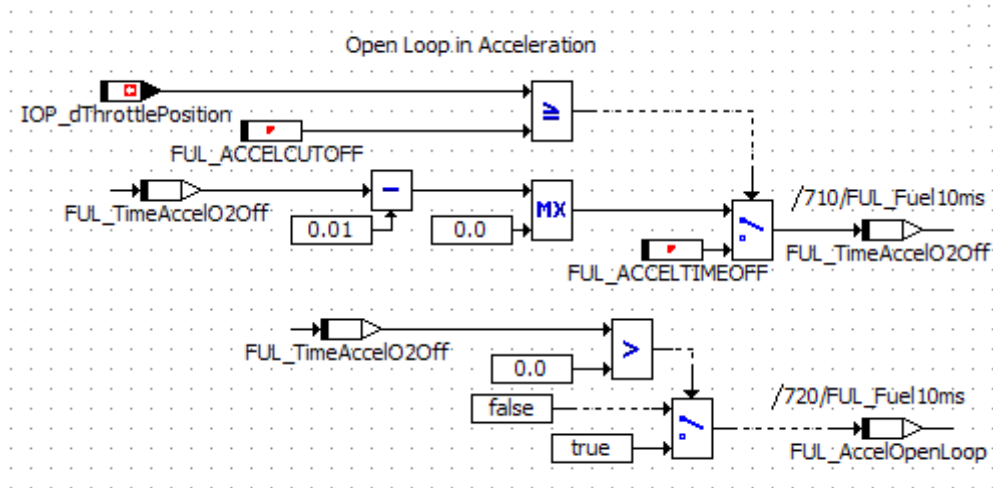 Open Loop in Acceleration
IOP_dThrottlePosition
≧
FUL_ACCELCUTOFF
FUL_TimeAccelO2Off
−
0.01
0.0
MX
/710/FUL_Fuel10ms
FUL_ACCELTIMEOFF
FUL_TimeAccelO2Off
FUL_TimeAccelO2Off
>
0.0
false
true
/720/FUL_Fuel10ms
FUL_AccelOpenLoop